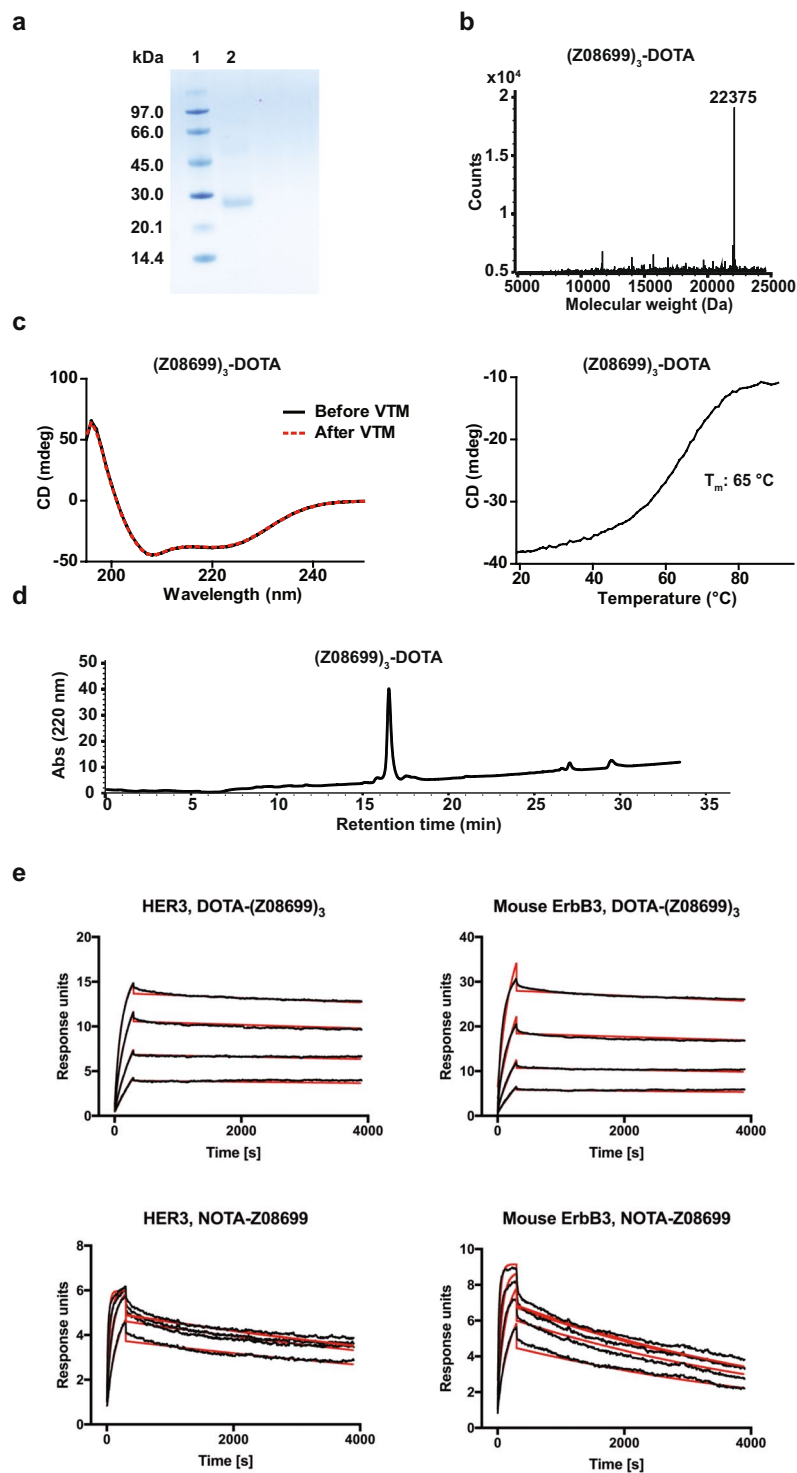 a
kDa 1 2
97.0
66.0
45.0
30.0
20.1
14.4
b
(Z08699)3-DOTA
x10^4
22375
2
1.5
1
0.5
Counts
5000 10000 15000 20000 25000
Molecular weight (Da)
c
(Z08699)3-DOTA
100
50
0
-50
CD (mdeg)
Before VTM
After VTM
200 220 240
Wavelength (nm)
(Z08699)3-DOTA
-10
-20
-30
-40
CD (mdeg)
Tm: 65 °C
20 40 60 80
Temperature (°C)
d
(Z08699)3-DOTA
50
40
30
20
10
0
Abs (220 nm)
0 5 10 15 20 25 30 35
Retention time (min)
e
HER3, DOTA-(Z08699)3
20
15
10
5
0
Response units
0 2000 4000
Time [s]
Mouse ErbB3, DOTA-(Z08699)3
40
30
20
10
0
Response units
0 2000 4000
Time [s]
HER3, NOTA-Z08699
8
6
4
2
0
Response units
0 2000 4000
Time [s]
Mouse ErbB3, NOTA-Z08699
10
8
6
4
2
0
Response units
0 2000 4000
Time [s]